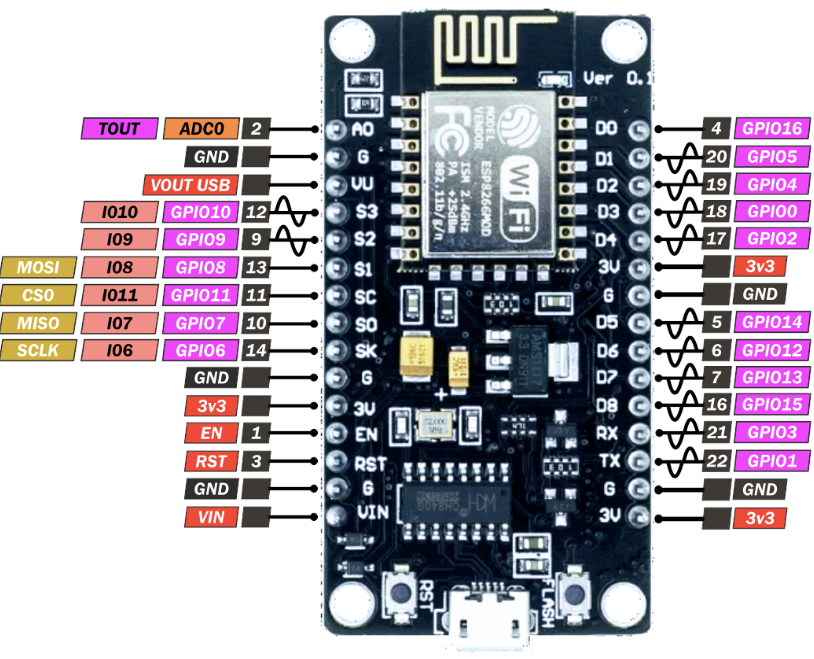 Ver 0.1
TOUT ADC0 2 A0
GND G
VOUT USB VU
IO10 GPIO10 12 S3
IO9 GPIO9 9 S2
MOSI IO8 GPIO8 13 S1
CS0 IO11 GPIO11 11 SC
MISO IO7 GPIO7 10 SO
SCLK IO6 GPIO6 14 SK
GND G
3v3 3V
EN 1 EN
RST 3 RST
GND G
VIN VIN
MODEL ESP8266MOD
VENDOR
ISM 2.4GHz
PA +25dBm
802.11b/g/n
FC
Wi Fi
AMS1117
3.3
CH340G
RST
FLASH
D0 4 GPIO16
D1 20 GPIO5
D2 19 GPIO4
D3 18 GPIO0
D4 17 GPIO2
3V 3v3
G GND
D5 5 GPIO14
D6 6 GPIO12
D7 7 GPIO13
D8 16 GPIO15
RX 21 GPIO3
TX 22 GPIO1
G GND
3V 3v3